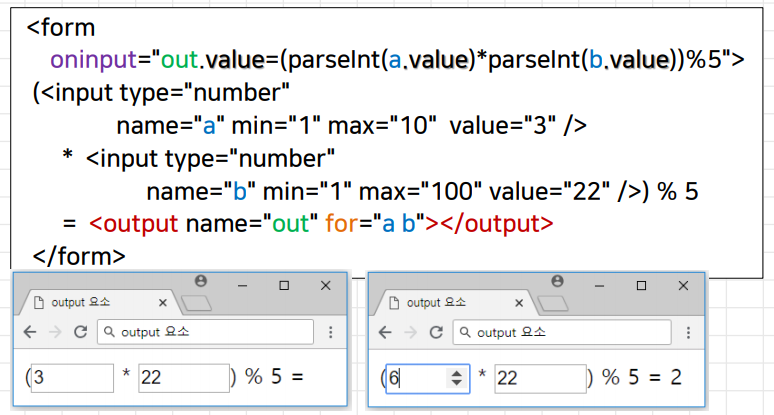 <form
oninput="out.value=(parseInt(a.value)*parseInt(b.value))%5">
(<input type="number"
name="a" min="1" max="10" value="3" />
* <input type="number"
name="b" min="1" max="100" value="22" />) % 5
= <output name="out" for="a b"></output>
</form>
output 요소
output 요소
(3 * 22 ) % 5 =
output 요소
output 요소
(6 * 22 ) % 5 = 2